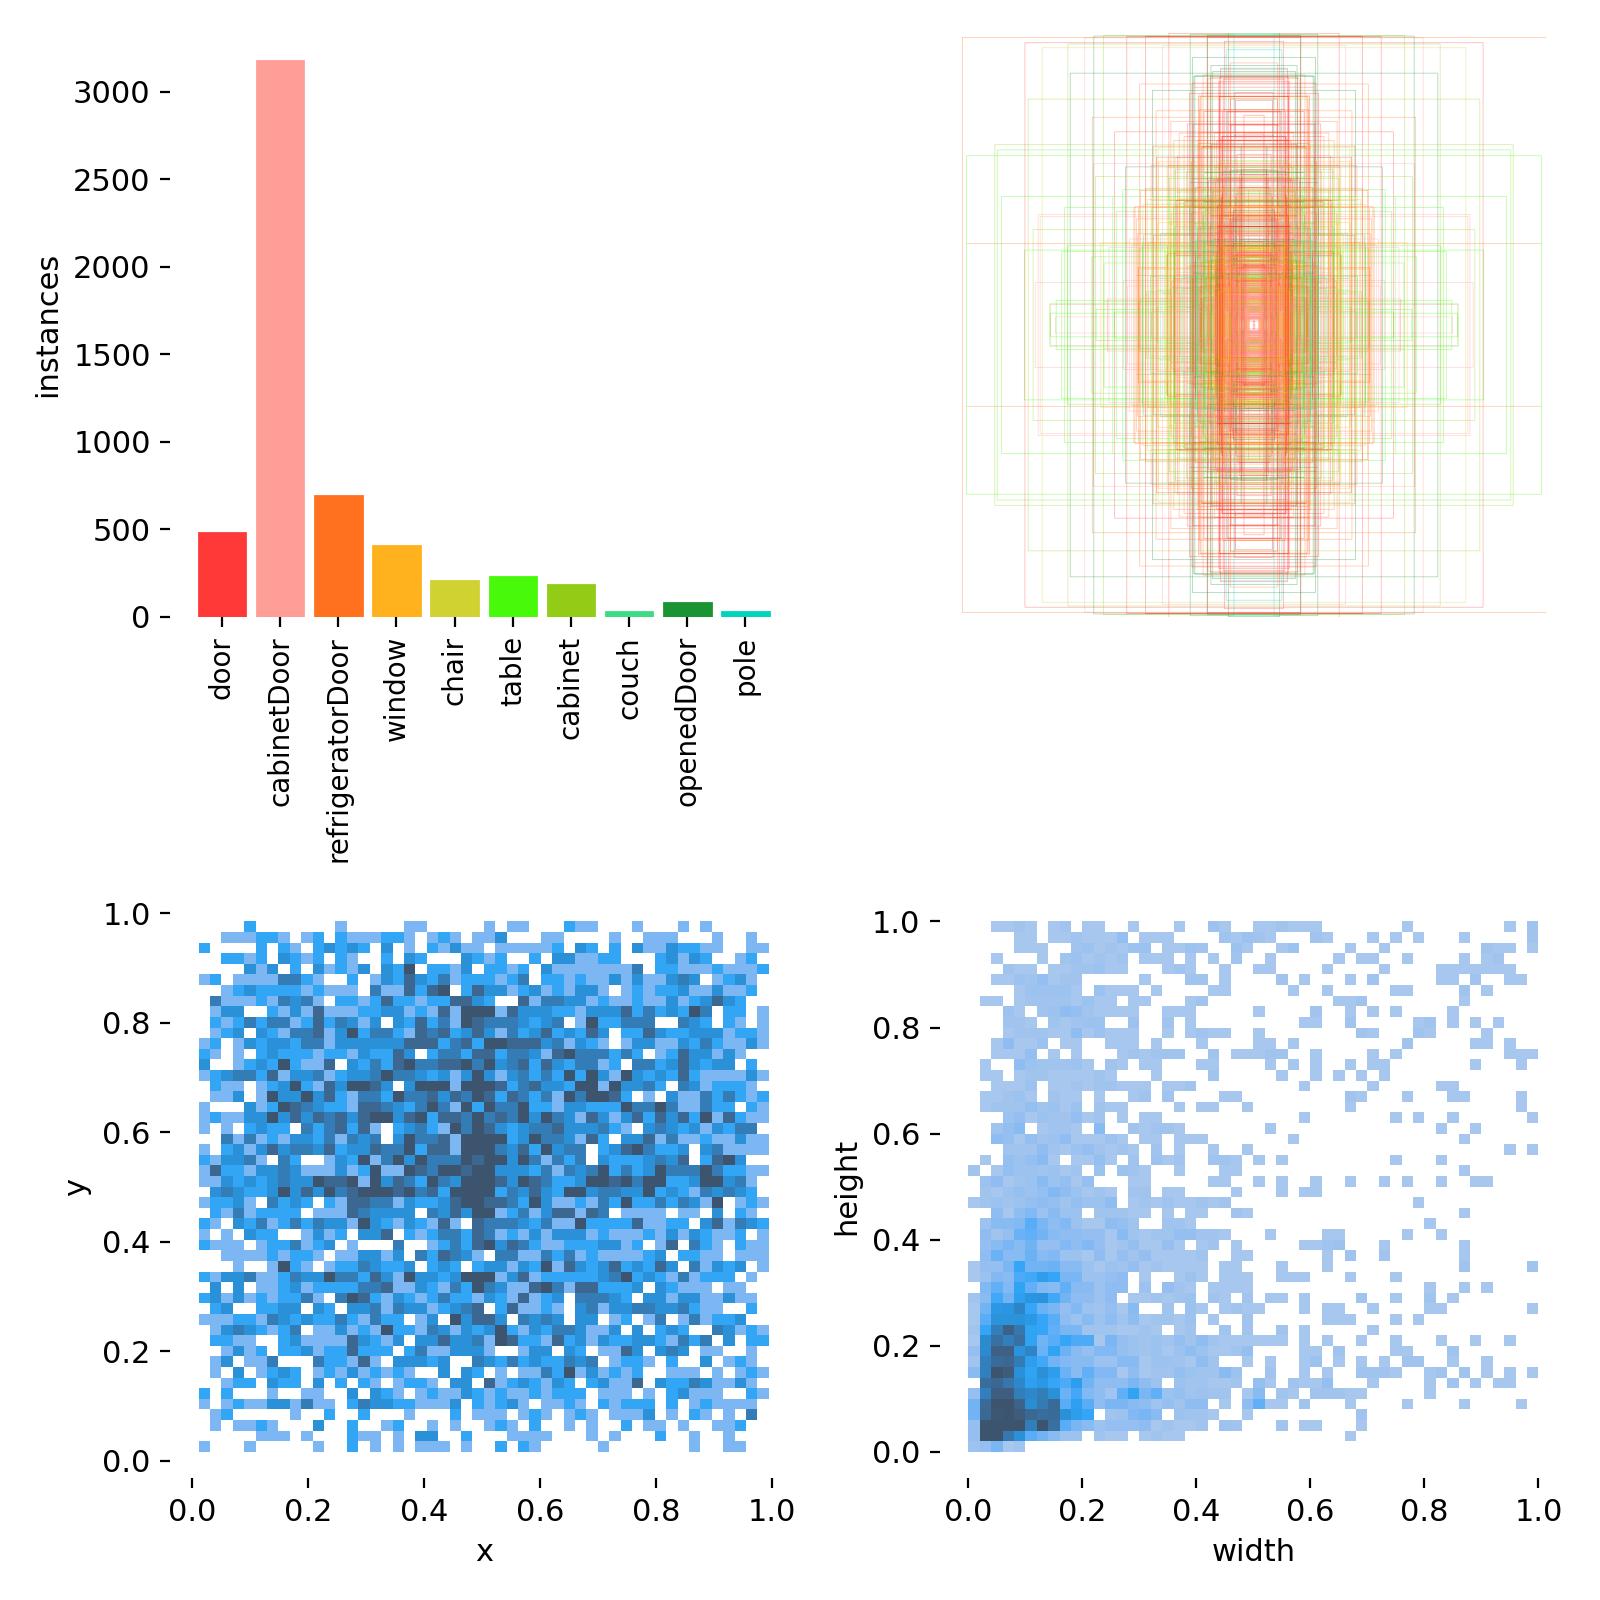 3000
2500
2000
1500
1000
500
0
instances
door
cabinetDoor
refrigeratorDoor
window
chair
table
cabinet
couch
openedDoor
pole
1.0
0.8
0.6
0.4
0.2
0.0
y
0.0 0.2 0.4 0.6 0.8 1.0
x
1.0
0.8
0.6
0.4
0.2
0.0
height
0.0 0.2 0.4 0.6 0.8 1.0
width